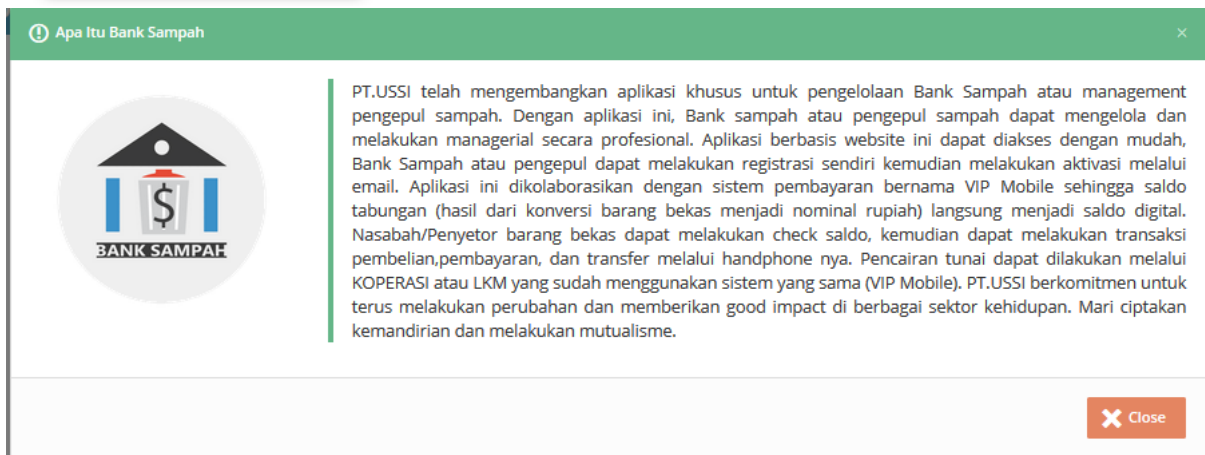 Apa Itu Bank Sampah
PT.USSI telah mengembangkan aplikasi khusus untuk pengelolaan Bank Sampah atau management
pengepul sampah. Dengan aplikasi ini, Bank sampah atau pengepul sampah dapat mengelola dan
melakukan managerial secara profesional. Aplikasi berbasis website ini dapat diakses dengan mudah,
Bank Sampah atau pengepul dapat melakukan registrasi sendiri kemudian melakukan aktivasi melalui
email. Aplikasi ini dikolaborasikan dengan sistem pembayaran bernama VIP Mobile sehingga saldo
tabungan (hasil dari konversi barang bekas menjadi nominal rupiah) langsung menjadi saldo digital.
Nasabah/Penyetor barang bekas dapat melakukan check saldo, kemudian dapat melakukan transaksi
pembelian,pembayaran, dan transfer melalui handphone nya. Pencairan tunai dapat dilakukan melalui
KOPERASI atau LKM yang sudah menggunakan sistem yang sama (VIP Mobile). PT.USSI berkomitmen untuk
terus melakukan perubahan dan memberikan good impact di berbagai sektor kehidupan. Mari ciptakan
kemandirian dan melakukan mutualisme.
$
BANK SAMPAH
Close